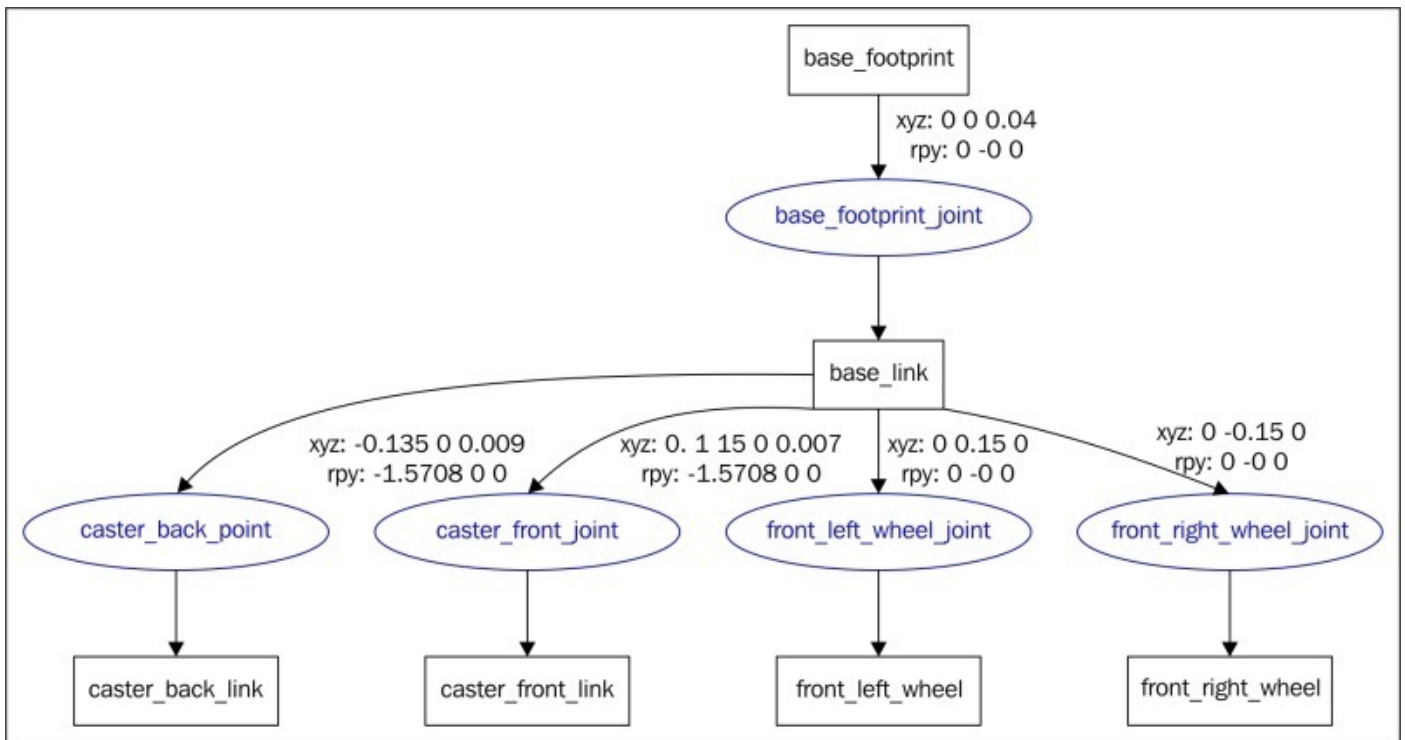 base_footprint
xyz: 0 0 0.04
rpy: 0 -0 0
base_footprint_joint
base_link
xyz: -0.135 0 0.009
rpy: -1.5708 0 0
xyz: 0. 1 15 0 0.007
rpy: -1.5708 0 0
xyz: 0 0.15 0
rpy: 0 -0 0
xyz: 0 -0.15 0
rpy: 0 -0 0
caster_back_point
caster_front_joint
front_left_wheel_joint
front_right_wheel_joint
caster_back_link
caster_front_link
front_left_wheel
front_right_wheel